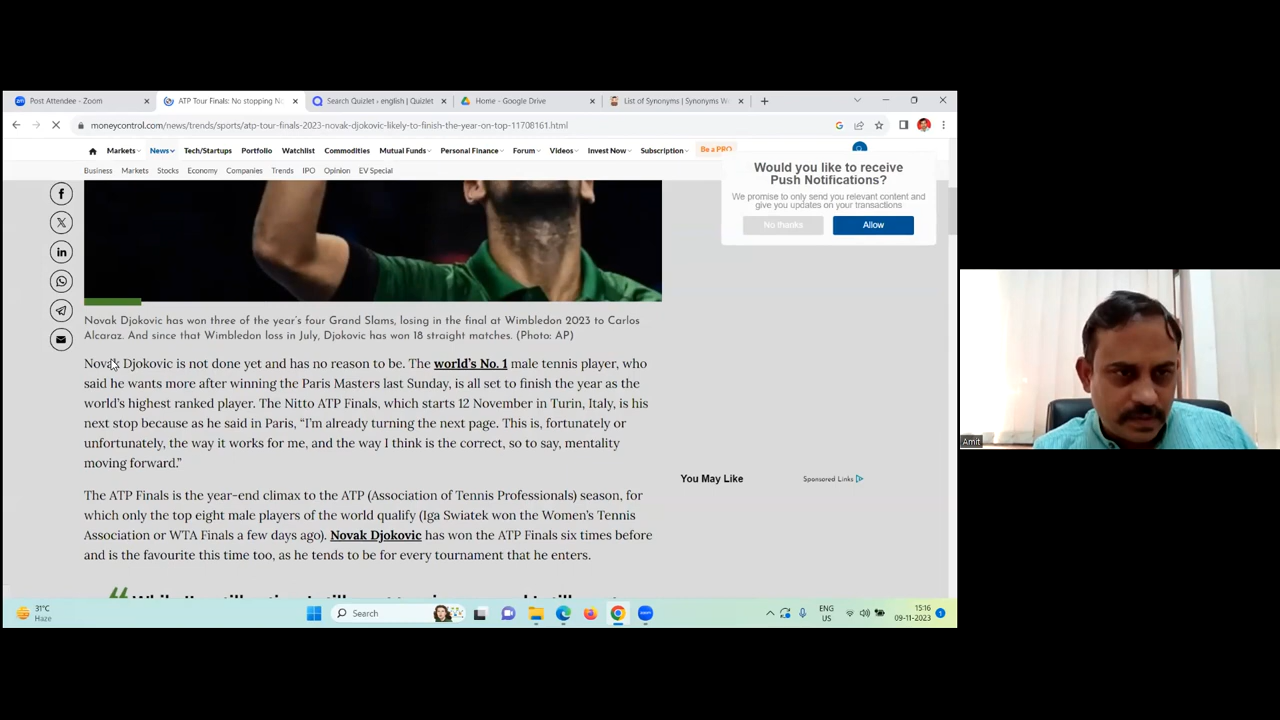 Post Attendee - Zoom
ATP Tour Finals: No stopping N
Search Quizlet › english | Quizlet
Home - Google Drive
List of Synonyms | Synonyms W
moneycontrol.com/news/trends/sports/atp-tour-finals-2023-novak-djokovic-likely-to-finish-the-year-on-top-11708161.html
Markets News Tech/Startups Portfolio Watchlist Commodities Mutual Funds Personal Finance Forum Videos Invest Now Subscription Be a PRO
Business Markets Stocks Economy Companies Trends IPO Opinion EV Special
Would you like to receive
Push Notifications?
We promise to only send you relevant content and
give you updates on your transactions
No thanks
Allow
Novak Djokovic has won three of the year's four Grand Slams, losing in the final at Wimbledon 2023 to Carlos
Alcaraz. And since that Wimbledon loss in July, Djokovic has won 18 straight matches. (Photo: AP)
Novak Djokovic is not done yet and has no reason to be. The world's No. 1 male tennis player, who
said he wants more after winning the Paris Masters last Sunday, is all set to finish the year as the
world's highest ranked player. The Nitto ATP Finals, which starts 12 November in Turin, Italy, is his
next stop because as he said in Paris, “I'm already turning the next page. This is, fortunately or
unfortunately, the way it works for me, and the way I think is the correct, so to say, mentality
moving forward.”
The ATP Finals is the year-end climax to the ATP (Association of Tennis Professionals) season, for
which only the top eight male players of the world qualify (Iga Swiatek won the Women's Tennis
Association or WTA Finals a few days ago). Novak Djokovic has won the ATP Finals six times before
and is the favourite this time too, as he tends to be for every tournament that he enters.
You May Like
Sponsored Links
Amit
31°C
Haze
Search
ENG
US
15:16
09-11-2023